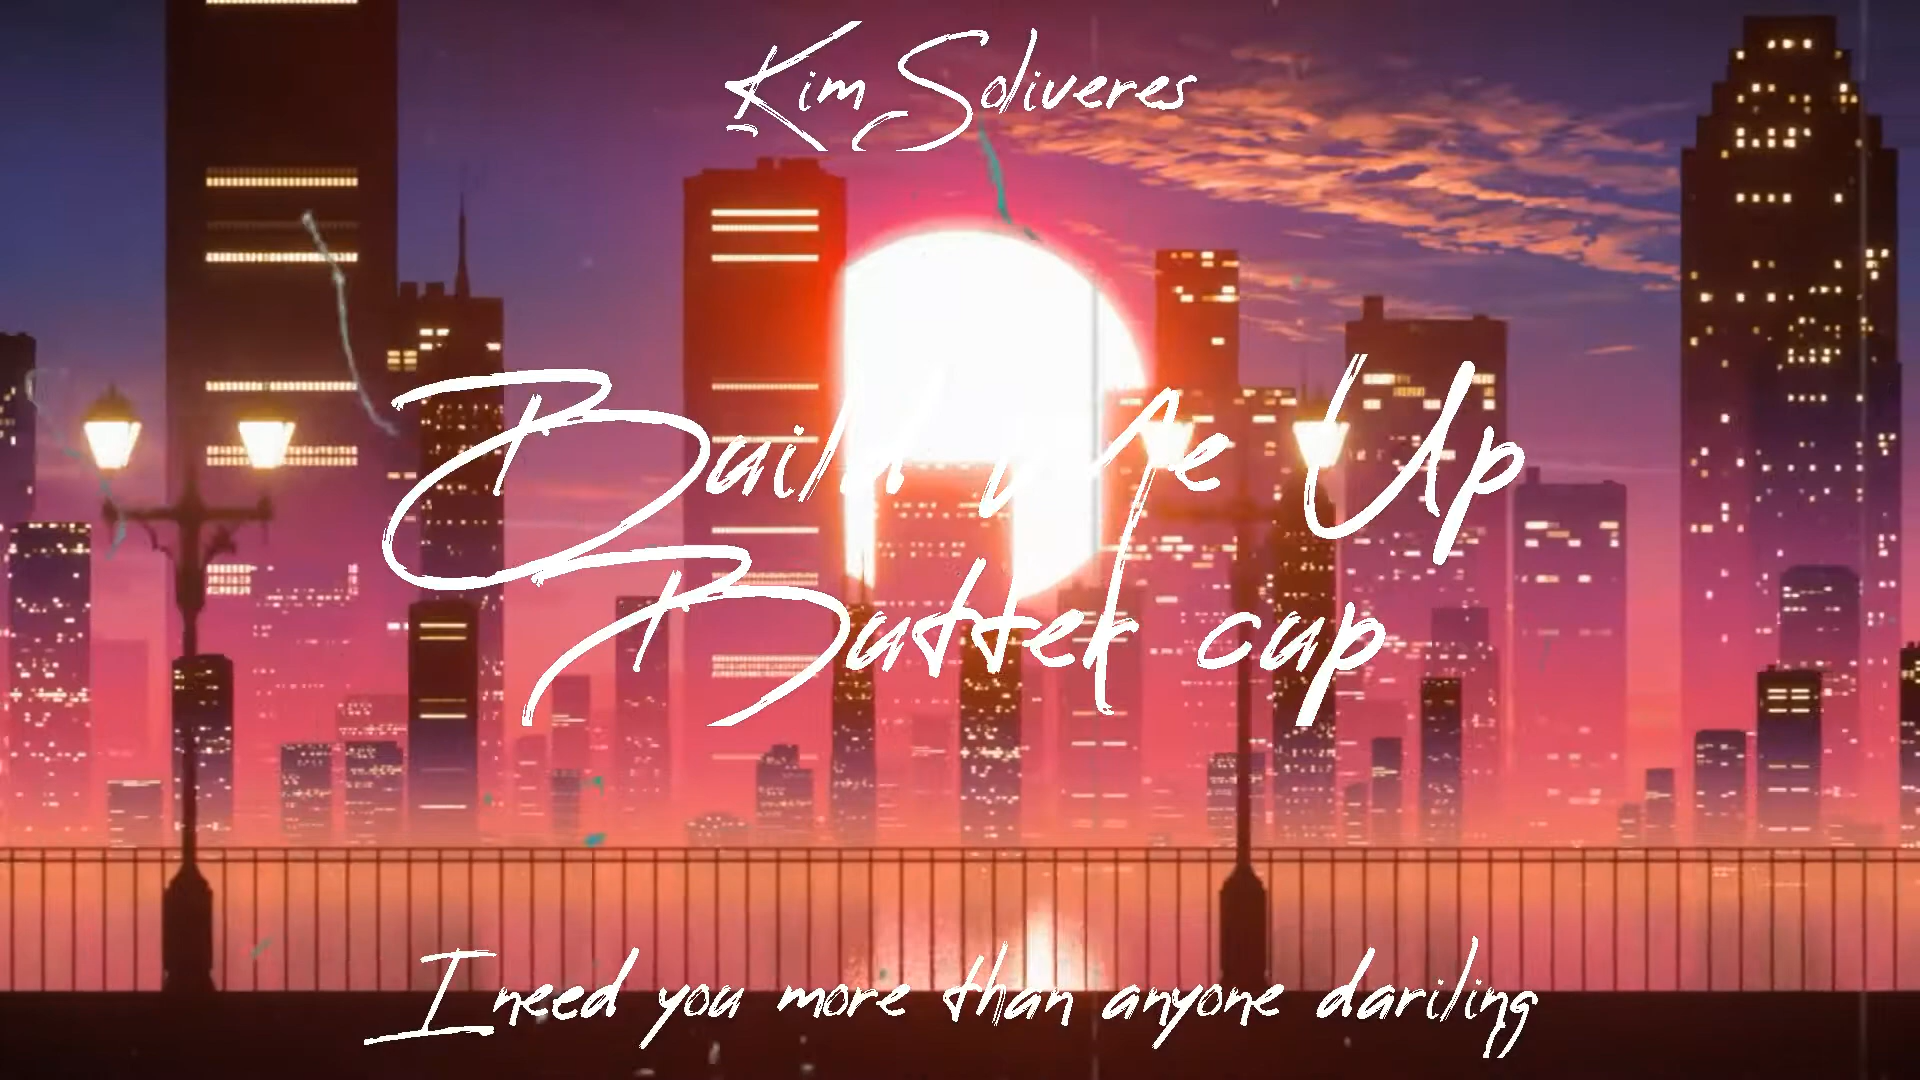 Kim Soliveres
Build Me Up
Butter cup
I need you more than anyone dariling